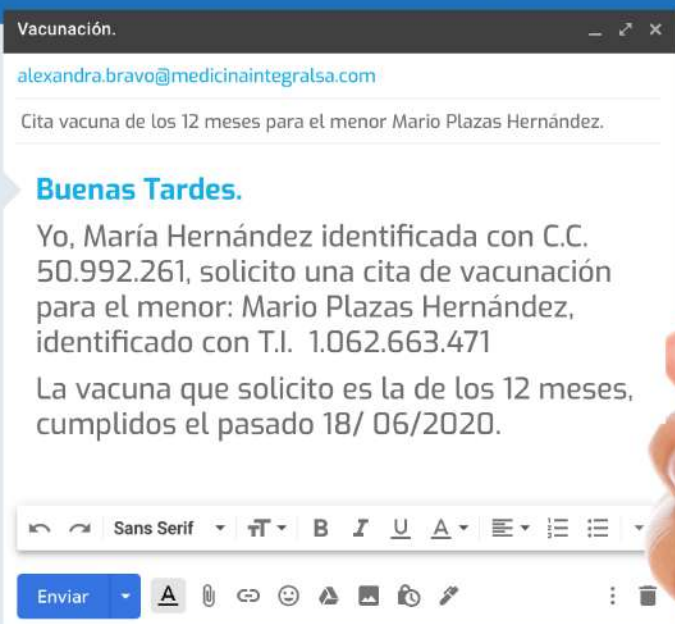 Vacunación.
alexandra.bravo@medicinaintegralsa.com
Cita vacuna de los 12 meses para el menor Mario Plazas Hernández.
Buenas Tardes.
Yo, María Hernández identificada con C.C.
50.992.261, solicito una cita de vacunación
para el menor: Mario Plazas Hernández,
identificado con T.I.  1.062.663.471
La vacuna que solicito es la de los 12 meses,
cumplidos el pasado 18/ 06/2020.
Sans Serif
Enviar